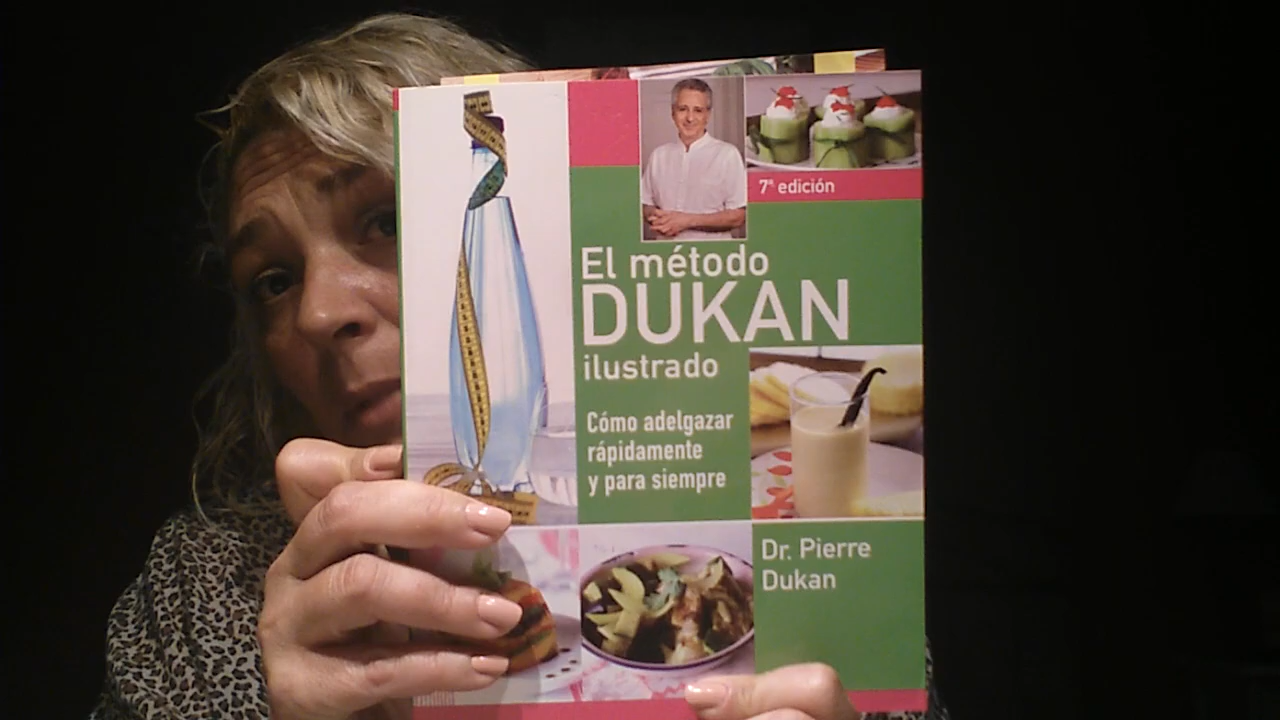 7ª edición
El método
DUKAN
ilustrado
Cómo adelgazar
rápidamente
y para siempre
Dr. Pierre
Dukan